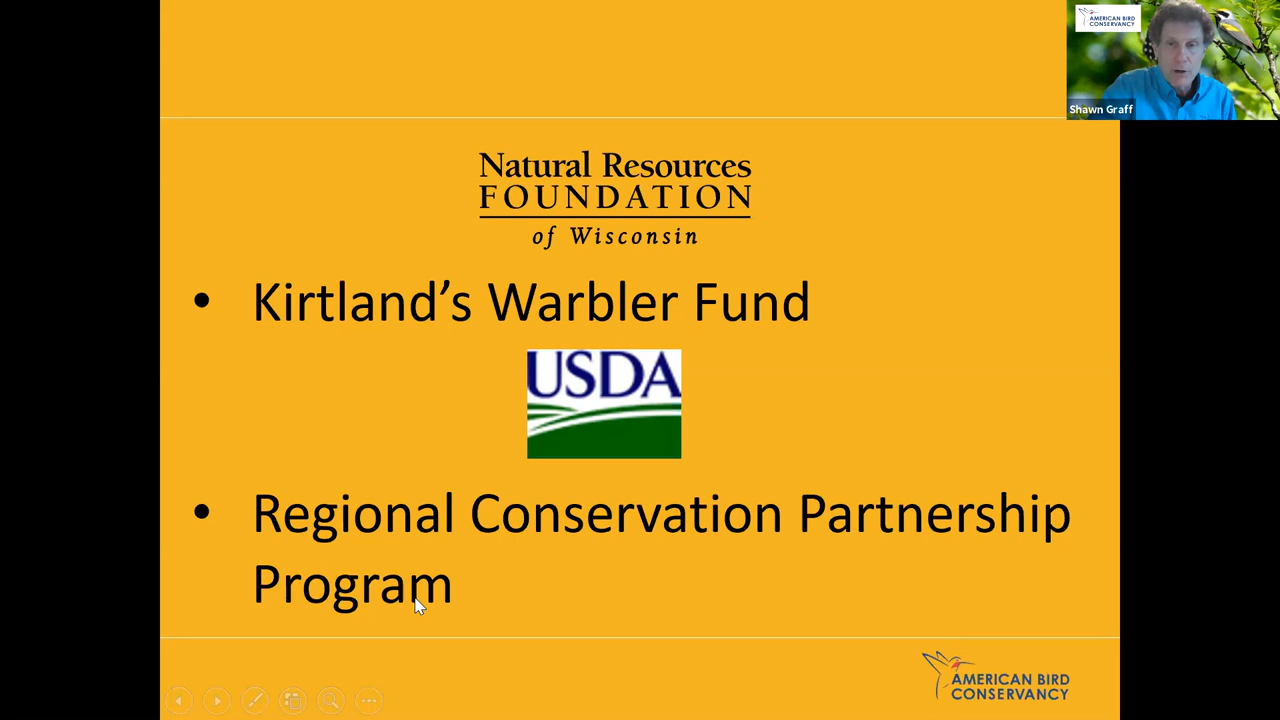 AMERICAN BIRD
CONSERVANCY
Shawn Graff
Natural Resources
FOUNDATION
of Wisconsin
• Kirtland’s Warbler Fund
USDA
• Regional Conservation Partnership
Program
AMERICAN BIRD
CONSERVANCY